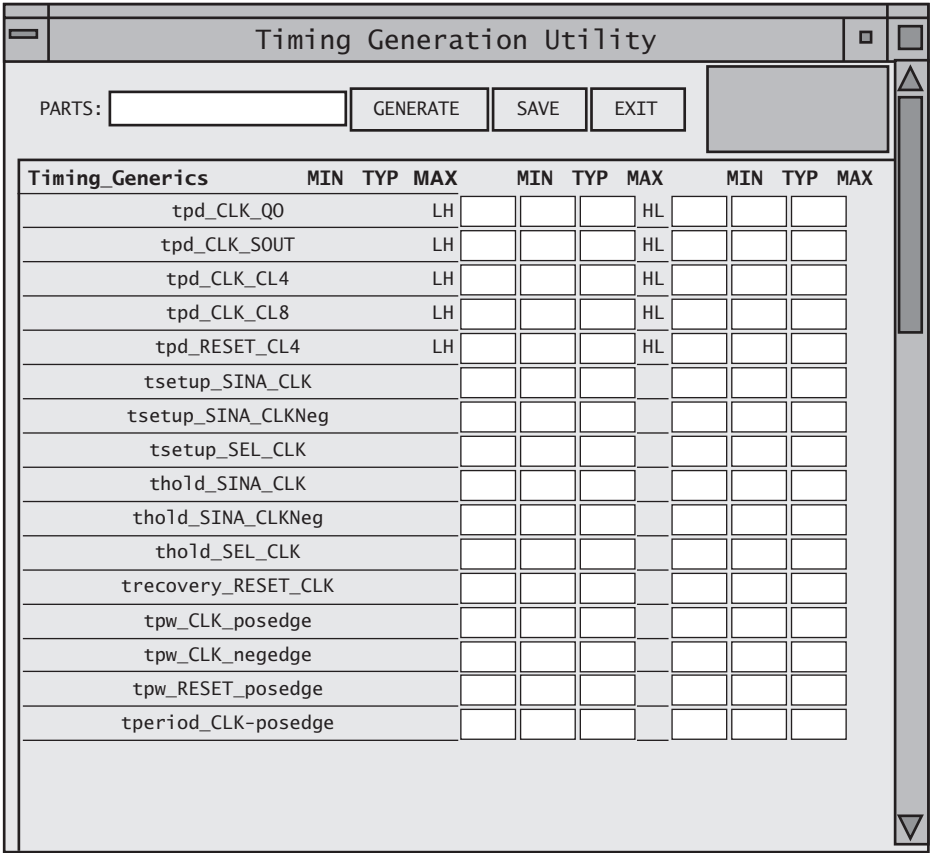 Timing Generation Utility
PARTS: GENERATE SAVE EXIT
Timing_Generics MIN TYP MAX MIN TYP MAX MIN TYP MAX
tpd_CLK_QO LH HL
tpd_CLK_SOUT LH HL
tpd_CLK_CL4 LH HL
tpd_CLK_CL8 LH HL
tpd_RESET_CL4 LH HL
tsetup_SINA_CLK
tsetup_SINA_CLKNeg
tsetup_SEL_CLK
thold_SINA_CLK
thold_SINA_CLKNeg
thold_SEL_CLK
trecovery_RESET_CLK
tpw_CLK_posedge
tpw_CLK_negedge
tpw_RESET_posedge
tperiod_CLK-posedge